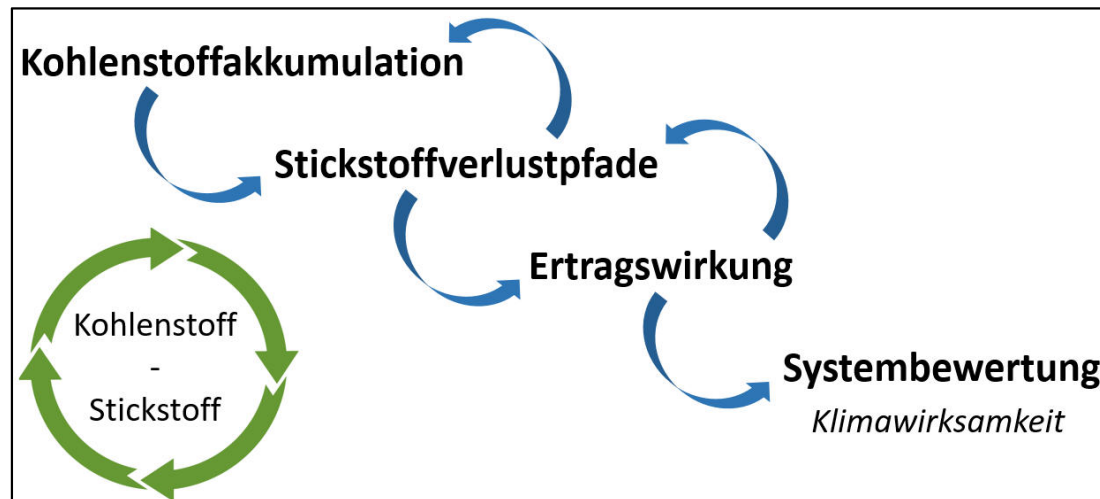 Kohlenstoffakkumulation
Stickstoffverlustpfade
Ertragswirkung
Kohlenstoff
-
Stickstoff
Systembewertung
Klimawirksamkeit